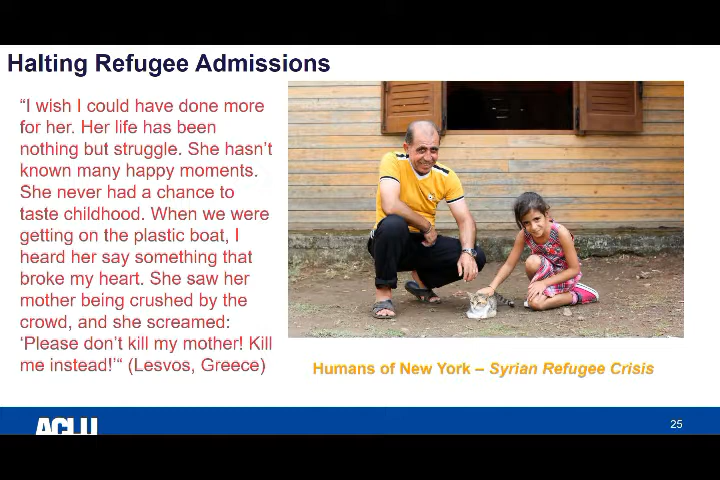 Halting Refugee Admissions
“I wish I could have done more
for her. Her life has been
nothing but struggle. She hasn’t
known many happy moments.
She never had a chance to
taste childhood. When we were
getting on the plastic boat, I
heard her say something that
broke my heart. She saw her
mother being crushed by the
crowd, and she screamed:
‘Please don’t kill my mother! Kill
me instead!’“ (Lesvos, Greece)
Humans of New York – Syrian Refugee Crisis
ACLU
25